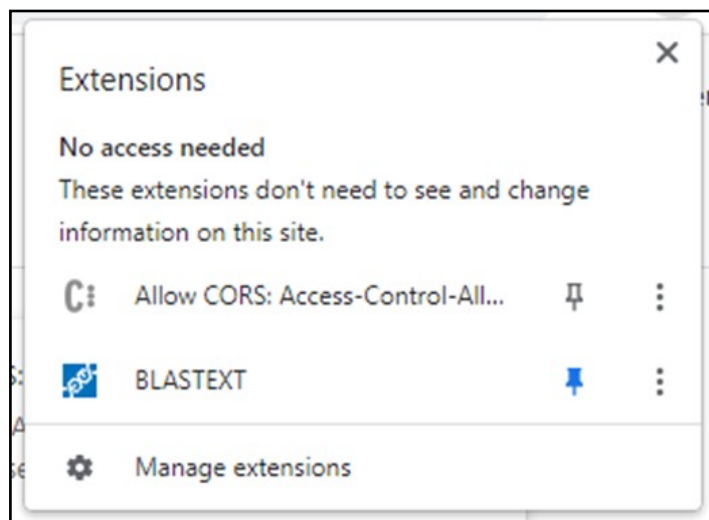 Extensions
No access needed
These extensions don't need to see and change
information on this site.
Allow CORS: Access-Control-All...
BLASTEXT
Manage extensions